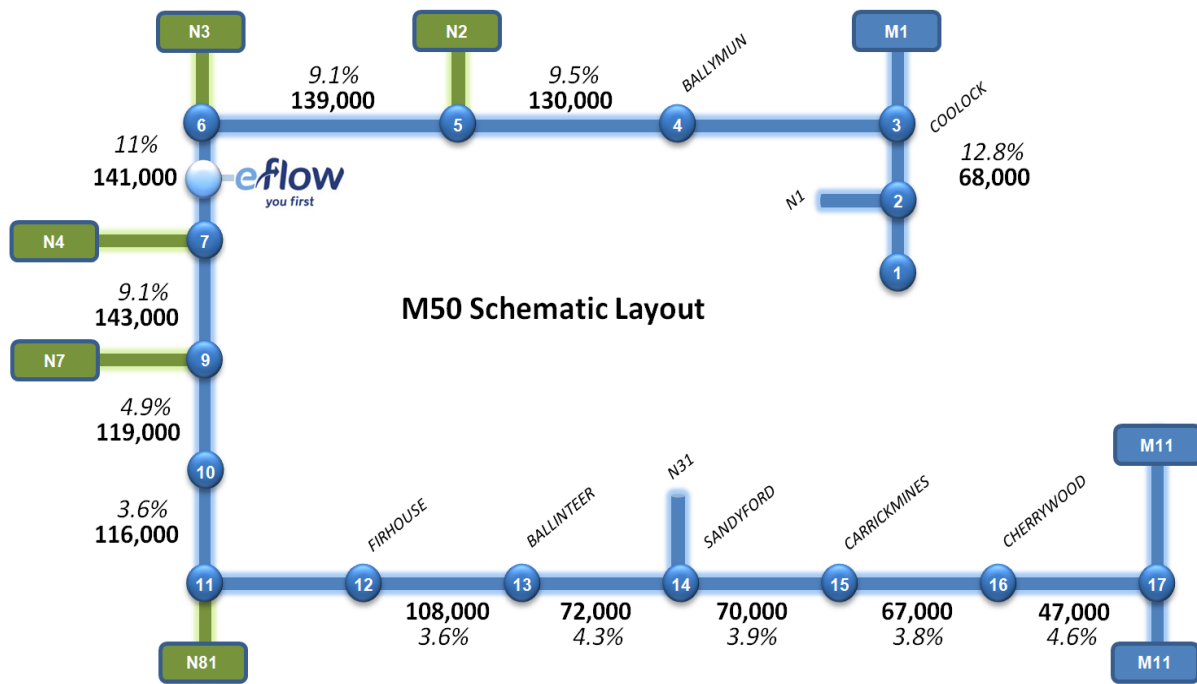 N3
N2
M1
BALLYMUN
COOLOCK
9.1%
139,000
9.5%
130,000
6
5
4
3
11%
141,000
eflow
you first
12.8%
68,000
N1
2
N4
7
1
9.1%
143,000
M50 Schematic Layout
N7
9
4.9%
119,000
10
M11
N31
3.6%
116,000
FIRHOUSE
BALLINTEER
SANDYFORD
CARRICKMINES
CHERRYWOOD
11
12
13
14
15
16
17
108,000
3.6%
72,000
4.3%
70,000
3.9%
67,000
3.8%
47,000
4.6%
N81
M11